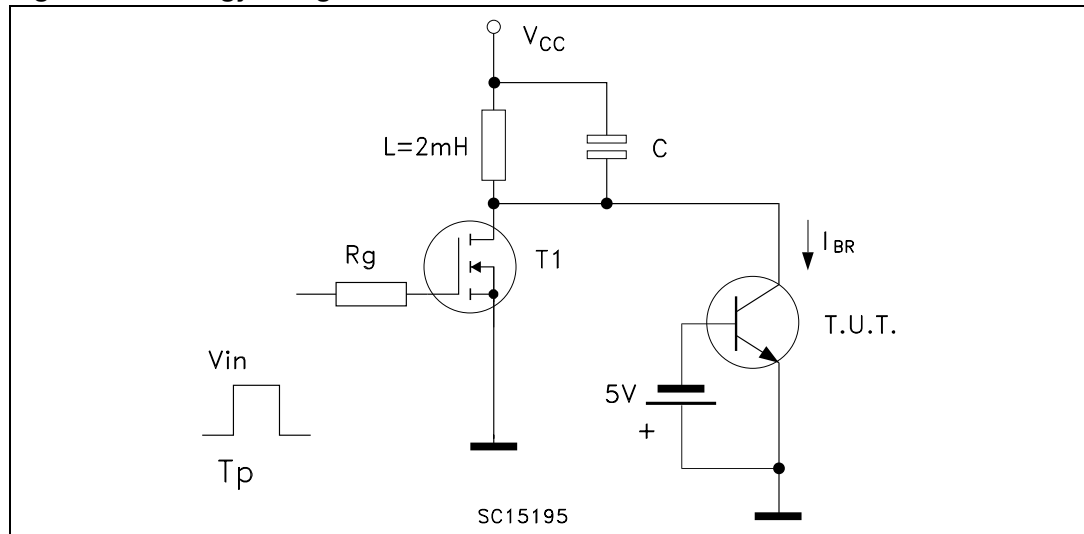 V_CC
L=2mH
C
I_BR
Rg
T1
T.U.T.
Vin
5V
+
Tp
SC15195